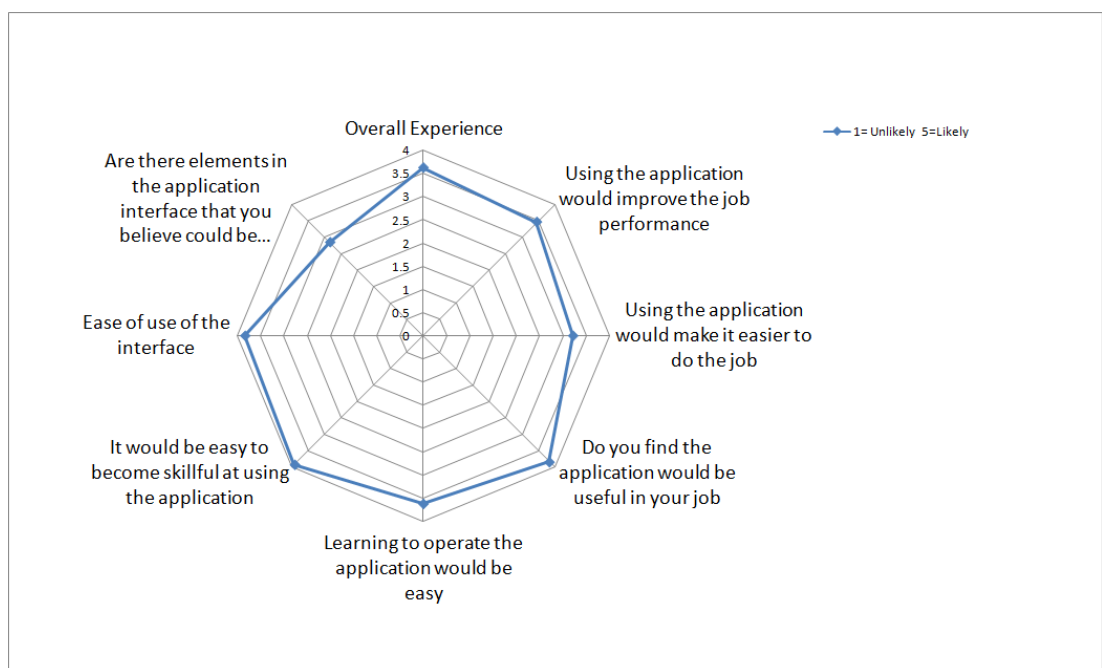 Overall Experience
1= Unlikely  5=Likely
Are there elements in
the application
interface that you
believe could be...
Using the application
would improve the job
performance
4
3.5
3
2.5
2
1.5
1
0.5
0
Ease of use of the
interface
Using the application
would make it easier to
do the job
It would be easy to
become skillful at using
the application
Do you find the
application would be
useful in your job
Learning to operate the
application would be
easy